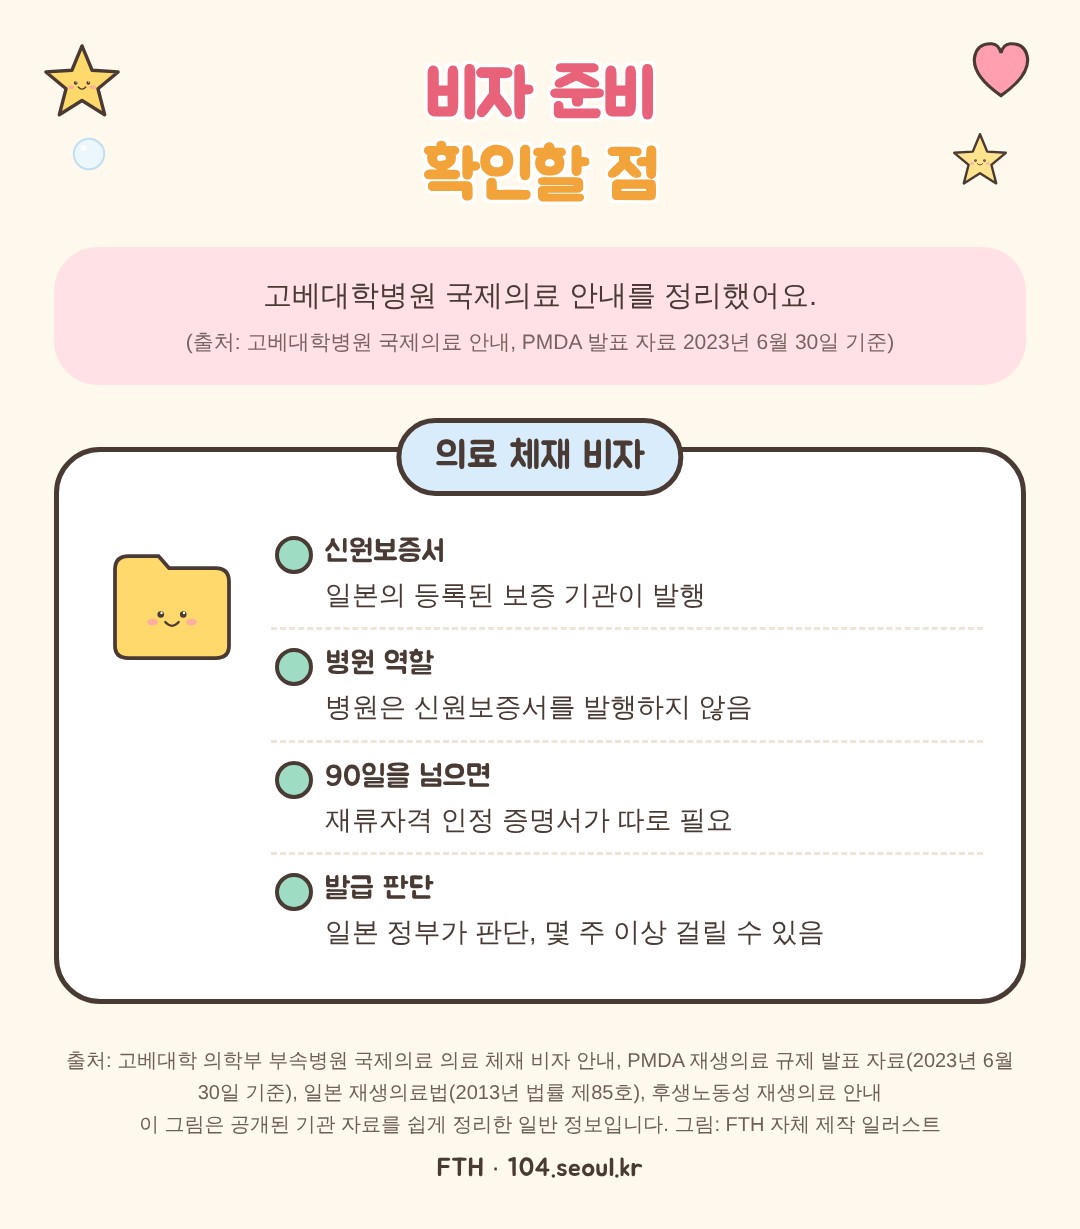 비자 준비
확인할 점
고베대학병원 국제의료 안내를 정리했어요.
(출처: 고베대학병원 국제의료 안내, PMDA 발표 자료 2023년 6월 30일 기준)
의료 체재 비자
신원보증서
일본의 등록된 보증 기관이 발행
병원 역할
병원은 신원보증서를 발행하지 않음
90일을 넘으면
재류자격 인정 증명서가 따로 필요
발급 판단
일본 정부가 판단, 몇 주 이상 걸릴 수 있음
출처: 고베대학 의학부 부속병원 국제의료 의료 체재 비자 안내, PMDA 재생의료 규제 발표 자료(2023년 6월
30일 기준), 일본 재생의료법(2013년 법률 제85호), 후생노동성 재생의료 안내
이 그림은 공개된 기관 자료를 쉽게 정리한 일반 정보입니다. 그림: FTH 자체 제작 일러스트
FTH · 104.seoul.kr